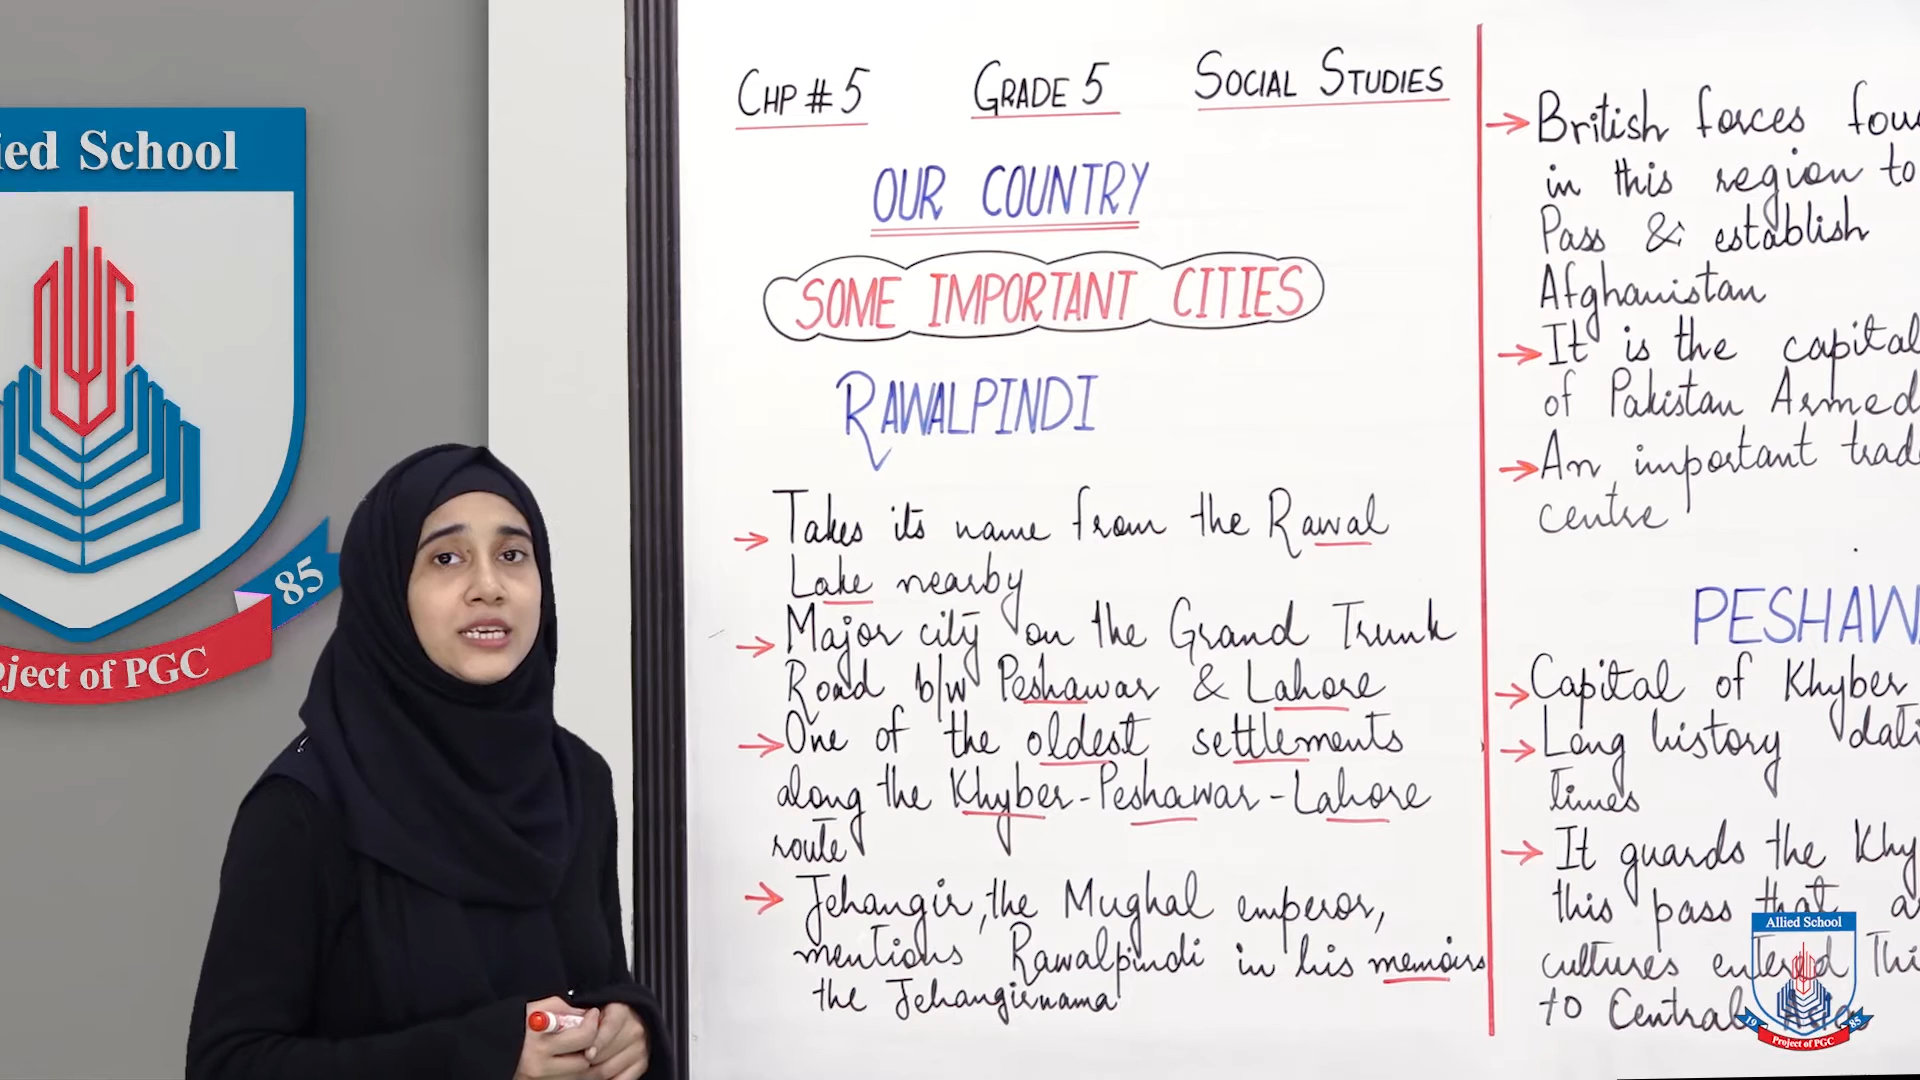 ied School
85
ject of PGC
CHP # 5
GRADE 5
SOCIAL STUDIES
OUR COUNTRY
SOME IMPORTANT CITIES
RAWALPINDI
→ Takes its name from the Rawal
Lake nearby
→ Major city on the Grand Trunk
Road b/w Peshawar & Lahore
→ One of the oldest settlements
along the Khyber-Peshawar-Lahore
route
→ Jehangir, the Mughal emperor,
mentions Rawalpindi in his memoirs
the Jehangirnama
→ British forces fou
in this region to
Pass & establish
Afghanistan
→ It is the capital
of Pakistan Armed
→ An important trad
centre
PESHAW
→ Capital of Khyber
→ Long history dati
times
→ It guards the Khy
this pass that a
cultures entered Thi
to Central Asia
Allied School
19 85
Project of PGC